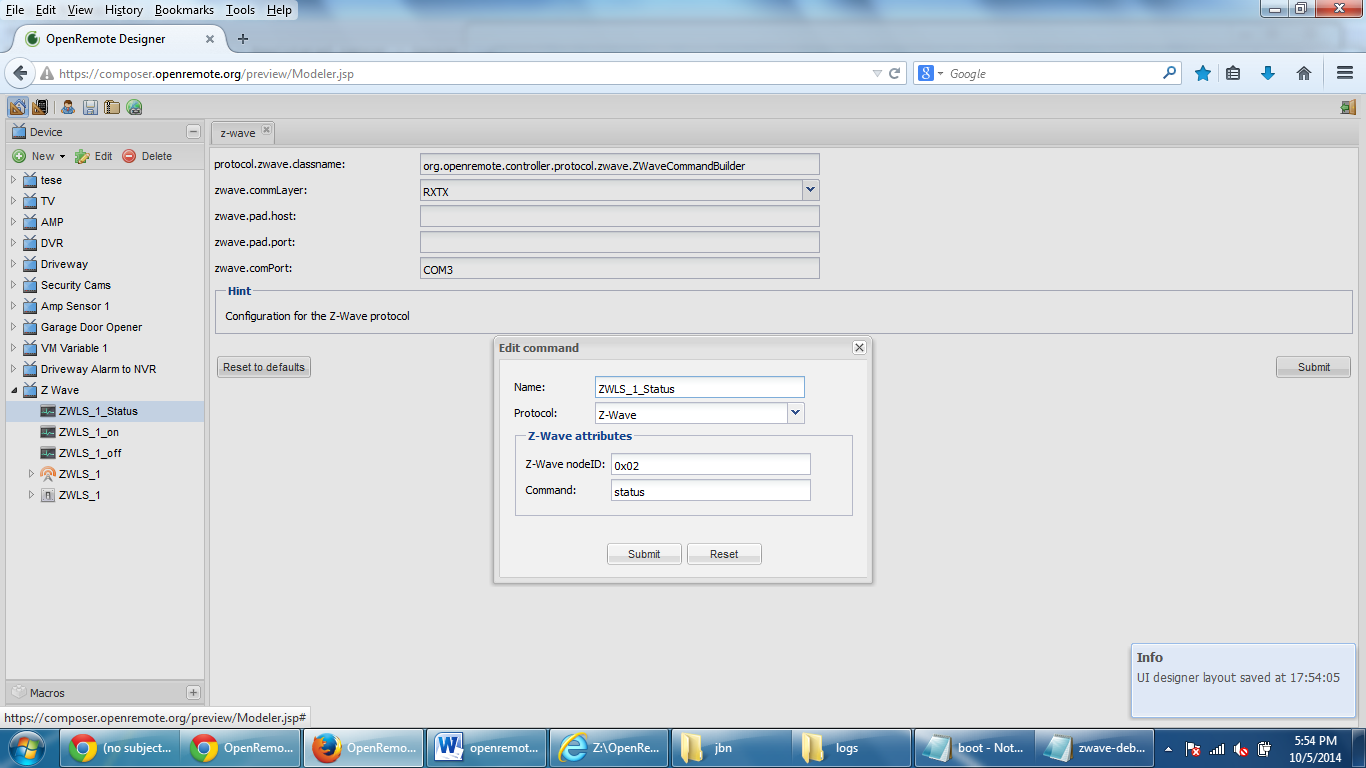 File Edit View History Bookmarks Tools Help
OpenRemote Designer
https://composer.openremote.org/preview/Modeler.jsp
Google
Device
New Edit Delete
tese
TV
AMP
DVR
Driveway
Security Cams
Amp Sensor 1
Garage Door Opener
VM Variable 1
Driveway Alarm to NVR
Z Wave
ZWLS_1_Status
ZWLS_1_on
ZWLS_1_off
ZWLS_1
ZWLS_1
Macros
https://composer.openremote.org/preview/Modeler.jsp#
z-wave
protocol.zwave.classname: org.openremote.controller.protocol.zwave.ZWaveCommandBuilder
zwave.commLayer: RXTX
zwave.pad.host:
zwave.pad.port:
zwave.comPort: COM3
Hint
Configuration for the Z-Wave protocol
Reset to defaults Submit
Edit command
Name: ZWLS_1_Status
Protocol: Z-Wave
Z-Wave attributes
Z-Wave nodeID: 0x02
Command: status
Submit Reset
Info
UI designer layout saved at 17:54:05
(no subject... OpenRemo... OpenRemo... openremot... Z:\OpenRe... jbn logs boot - Not... zwave-deb...
5:54 PM
10/5/2014